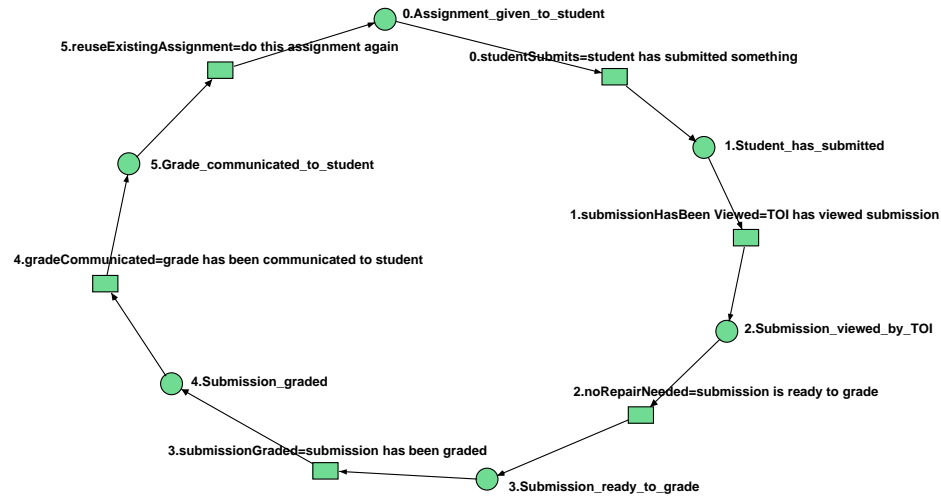 0.Assignment_given_to_student
5.reuseExistingAssignment=do this assignment again
0.studentSubmits=student has submitted something
1.Student_has_submitted
5.Grade_communicated_to_student
1.submissionHasBeen Viewed=TOI has viewed submission
4.gradeCommunicated=grade has been communicated to student
2.Submission_viewed_by_TOI
4.Submission_graded
2.noRepairNeeded=submission is ready to grade
3.submissionGraded=submission has been graded
3.Submission_ready_to_grade